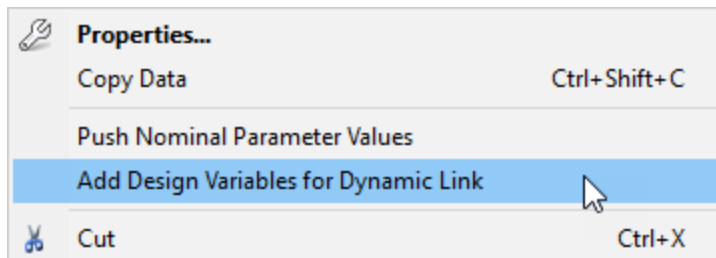 Properties...
Copy Data Ctrl+Shift+C
Push Nominal Parameter Values
Add Design Variables for Dynamic Link
Cut Ctrl+X